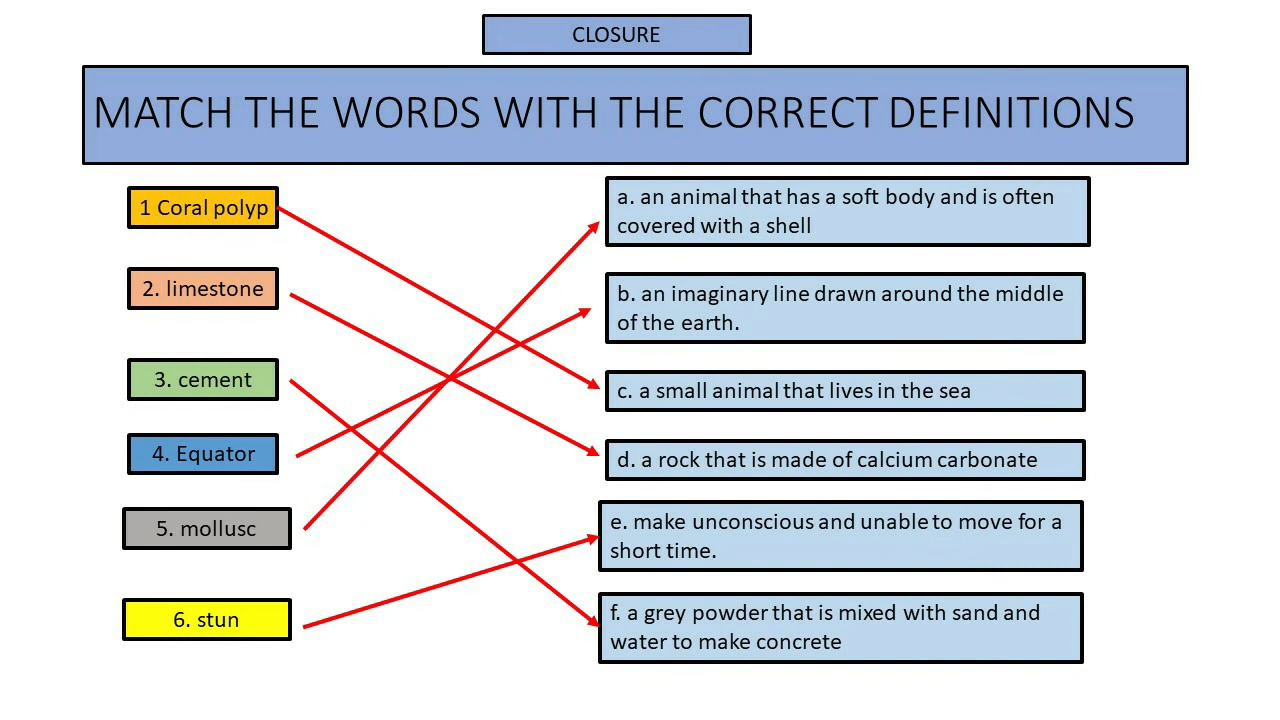 CLOSURE
MATCH THE WORDS WITH THE CORRECT DEFINITIONS
1 Coral polyp
2. limestone
3. cement
4. Equator
5. mollusc
6. stun
a. an animal that has a soft body and is often
covered with a shell
b. an imaginary line drawn around the middle
of the earth.
c. a small animal that lives in the sea
d. a rock that is made of calcium carbonate
e. make unconscious and unable to move for a
short time.
f. a grey powder that is mixed with sand and
water to make concrete